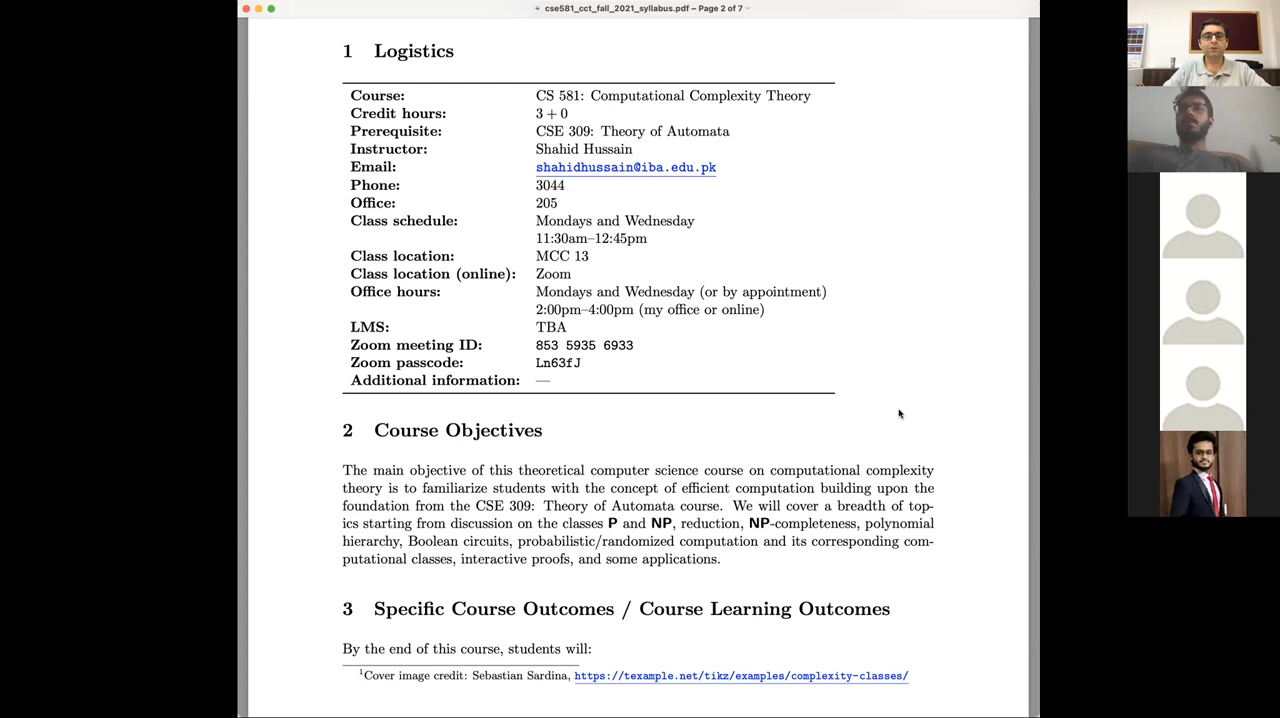 cse581_cct_fall_2021_syllabus.pdf – Page 2 of 7
1 Logistics
Course: CS 581: Computational Complexity Theory
Credit hours: 3 + 0
Prerequisite: CSE 309: Theory of Automata
Instructor: Shahid Hussain
Email: shahidhussain@iba.edu.pk
Phone: 3044
Office: 205
Class schedule: Mondays and Wednesday
11:30am–12:45pm
Class location: MCC 13
Class location (online): Zoom
Office hours: Mondays and Wednesday (or by appointment)
2:00pm–4:00pm (my office or online)
LMS: TBA
Zoom meeting ID: 853 5935 6933
Zoom passcode: Ln63fJ
Additional information: —
2 Course Objectives
The main objective of this theoretical computer science course on computational complexity
theory is to familiarize students with the concept of efficient computation building upon the
foundation from the CSE 309: Theory of Automata course. We will cover a breadth of top-
ics starting from discussion on the classes P and NP, reduction, NP-completeness, polynomial
hierarchy, Boolean circuits, probabilistic/randomized computation and its corresponding com-
putational classes, interactive proofs, and some applications.
3 Specific Course Outcomes / Course Learning Outcomes
By the end of this course, students will:
1Cover image credit: Sebastian Sardina, https://texample.net/tikz/examples/complexity-classes/